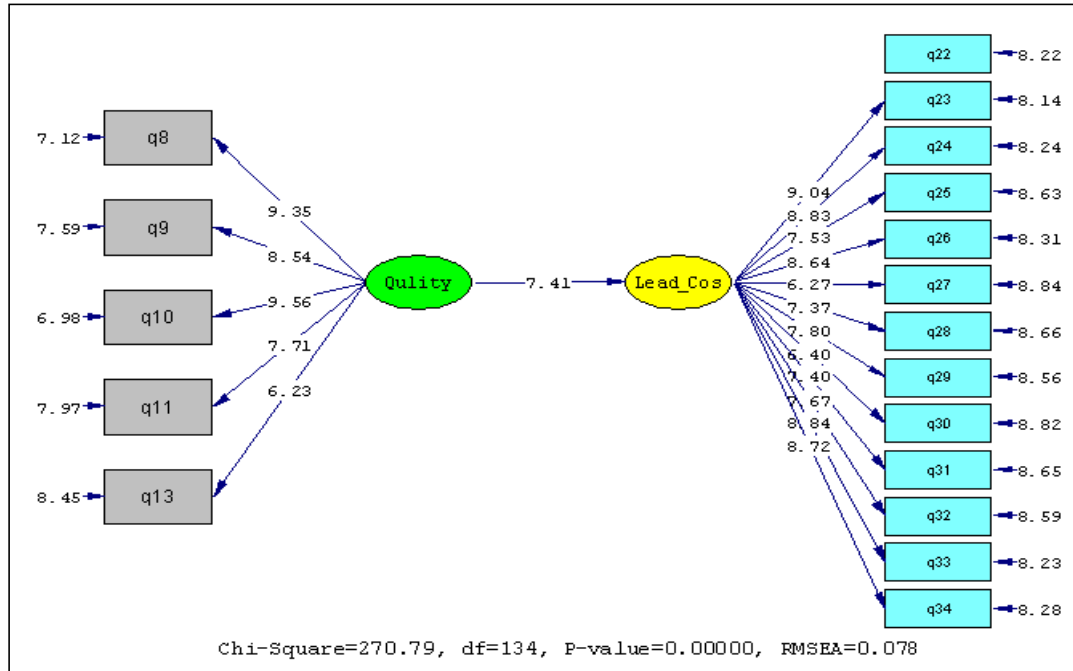 7.12 q8
7.59 q9
6.98 q10
7.97 q11
8.45 q13
9.35
8.54
9.56
7.71
6.23
Qulity
7.41
Lead_Cos
9.04
8.83
7.53
8.64
6.27
7.37
7.80
6.40
7.40
7.67
8.84
8.72
q22 8.22
q23 8.14
q24 8.24
q25 8.63
q26 8.31
q27 8.84
q28 8.66
q29 8.56
q30 8.82
q31 8.65
q32 8.59
q33 8.23
q34 8.28
Chi-Square=270.79, df=134, P-value=0.00000, RMSEA=0.078